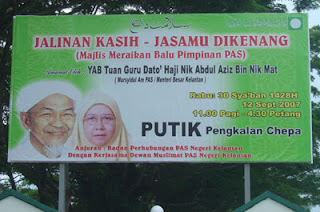 JALINAN KASIH - JASAMU DIKENANG
(Majlis Meraikan Balu Pimpinan PAS)
YAB Tuan Guru Dato' Haji Nik Abdul Aziz Bin Nik Mat
( Mursyidul Am PAS / Menteri Besar Kelantan )
Rabu: 30 Sya'ban 1428H
12 Sept 2007
11.00 Pagi - 4.30 Petang
PUTIK Pengkalan Chepa
Anjuran : Badan Perhubungan PAS Negeri Kelantan
Dengan Kerjasama Dewan Muslimat PAS Negeri Kelantan